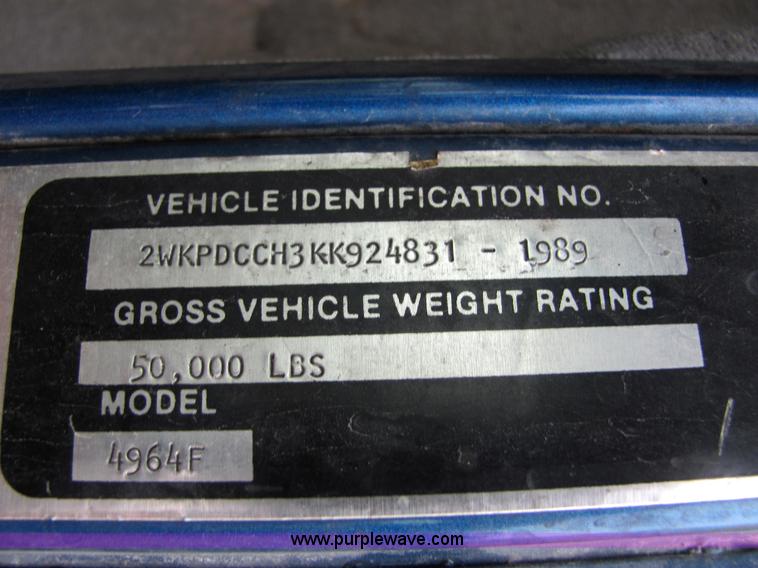 VEHICLE IDENTIFICATION NO.
2WKPDCCH3KK924831 - 1989
GROSS VEHICLE WEIGHT RATING
50,000 LBS
MODEL
4964F
www.purplewave.com